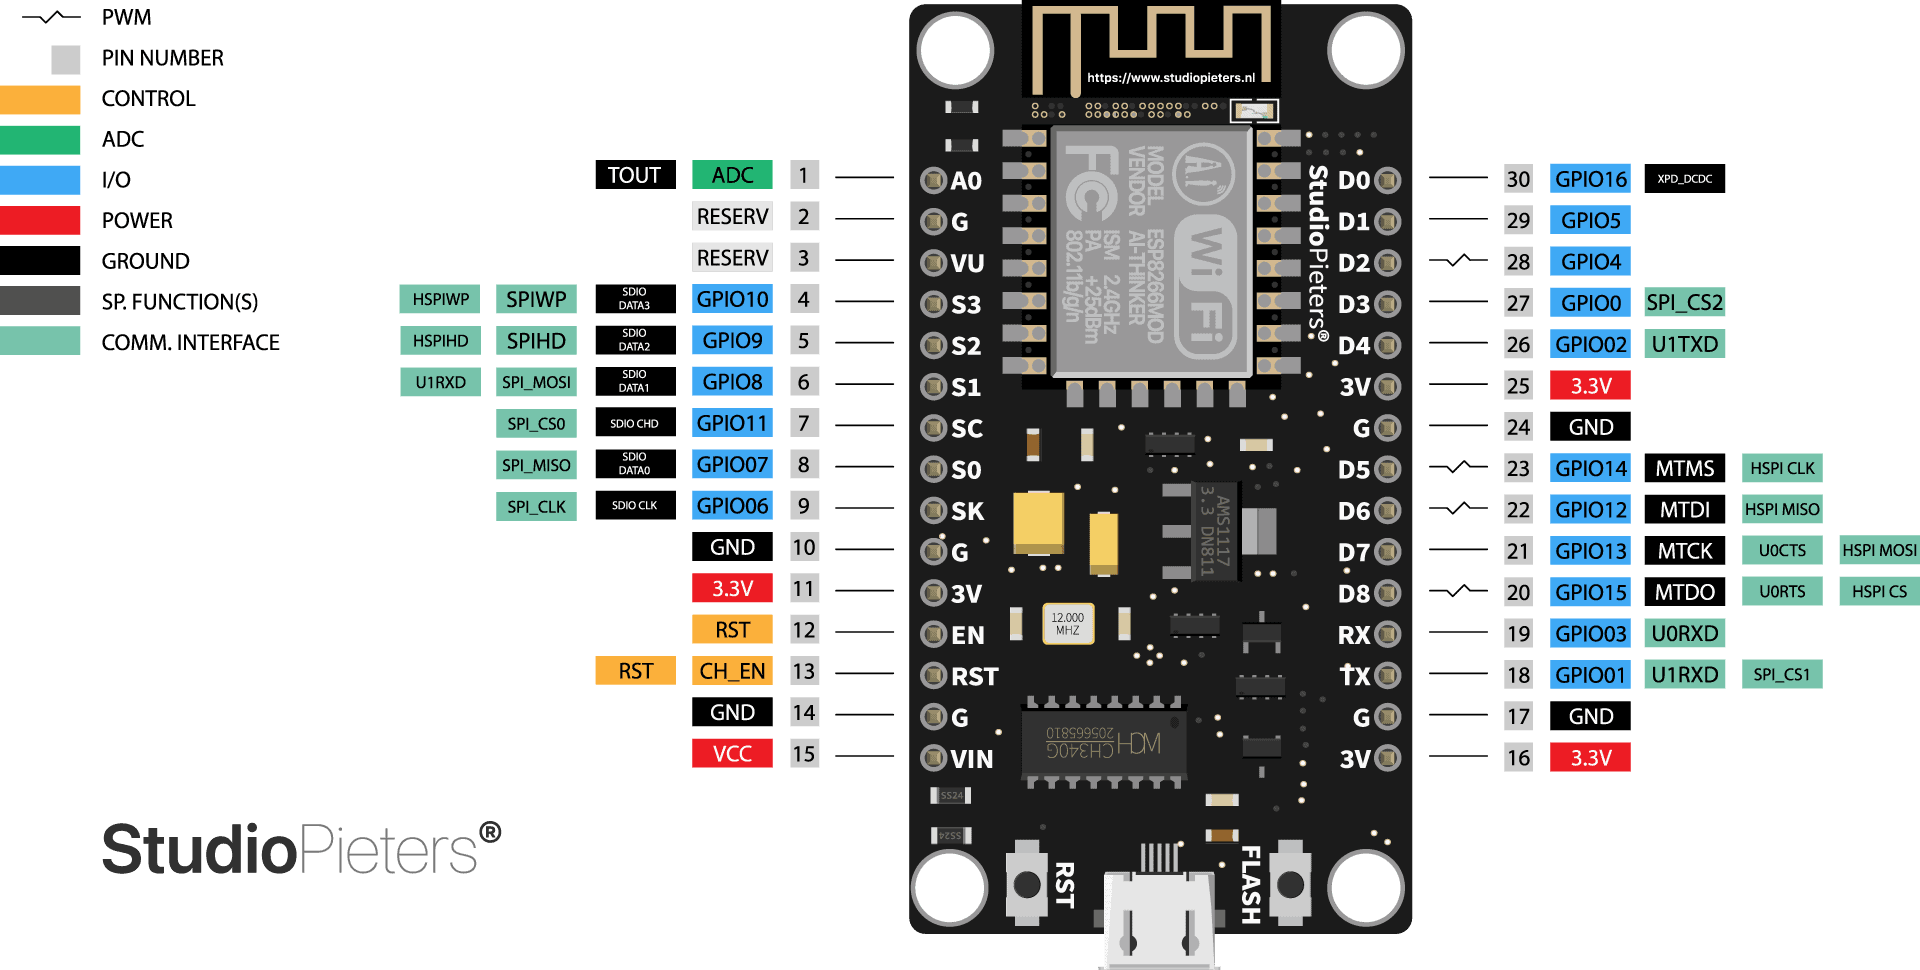 PWM
PIN NUMBER
CONTROL
ADC
I/O
POWER
GROUND
SP. FUNCTION(S)
COMM. INTERFACE
TOUT ADC 1
RESERV 2
RESERV 3
HSPIWP SPIWP SDIO DATA3 GPIO10 4
HSPIHD SPIHD SDIO DATA2 GPIO9 5
U1RXD SPI_MOSI SDIO DATA1 GPIO8 6
SPI_CS0 SDIO CHD GPIO11 7
SPI_MISO SDIO DATA0 GPIO07 8
SPI_CLK SDIO CLK GPIO06 9
GND 10
3.3V 11
RST 12
RST CH_EN 13
GND 14
VCC 15
StudioPieters®
https://www.studiopieters.nl
A0
G
VU
S3
S2
S1
SC
S0
SK
G
3V
EN
RST
G
VIN
FC
Ai
WiFi
MODEL ESP8266MOD
VENDOR AI-THINKER
ISM 2.4GHz
PA +25dBm
802.11b/g/n
StudioPieters®
AMS1117
3.3 DN811
12.000
MHZ
WCH
CH340G
205665810
SS24
SS24
RST
FLASH
D0
D1
D2
D3
D4
3V
G
D5
D6
D7
D8
RX
TX
G
3V
30 GPIO16 XPD_DCDC
29 GPIO5
28 GPIO4
27 GPIO0 SPI_CS2
26 GPIO02 U1TXD
25 3.3V
24 GND
23 GPIO14 MTMS HSPI CLK
22 GPIO12 MTDI HSPI MISO
21 GPIO13 MTCK U0CTS HSPI MOSI
20 GPIO15 MTDO U0RTS HSPI CS
19 GPIO03 U0RXD
18 GPIO01 U1RXD SPI_CS1
17 GND
16 3.3V